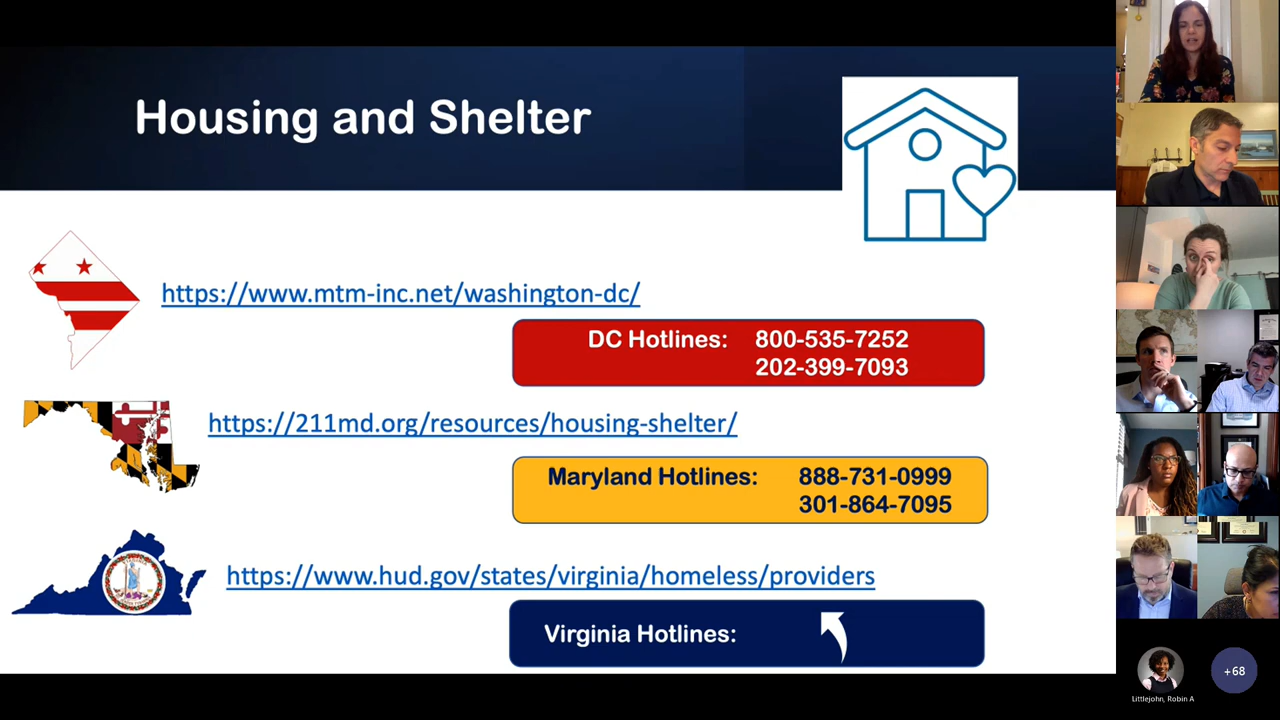 Housing and Shelter
https://www.mtm-inc.net/washington-dc/
DC Hotlines: 800-535-7252
202-399-7093
https://211md.org/resources/housing-shelter/
Maryland Hotlines: 888-731-0999
301-864-7095
https://www.hud.gov/states/virginia/homeless/providers
Virginia Hotlines:
Littlejohn, Robin A
+68